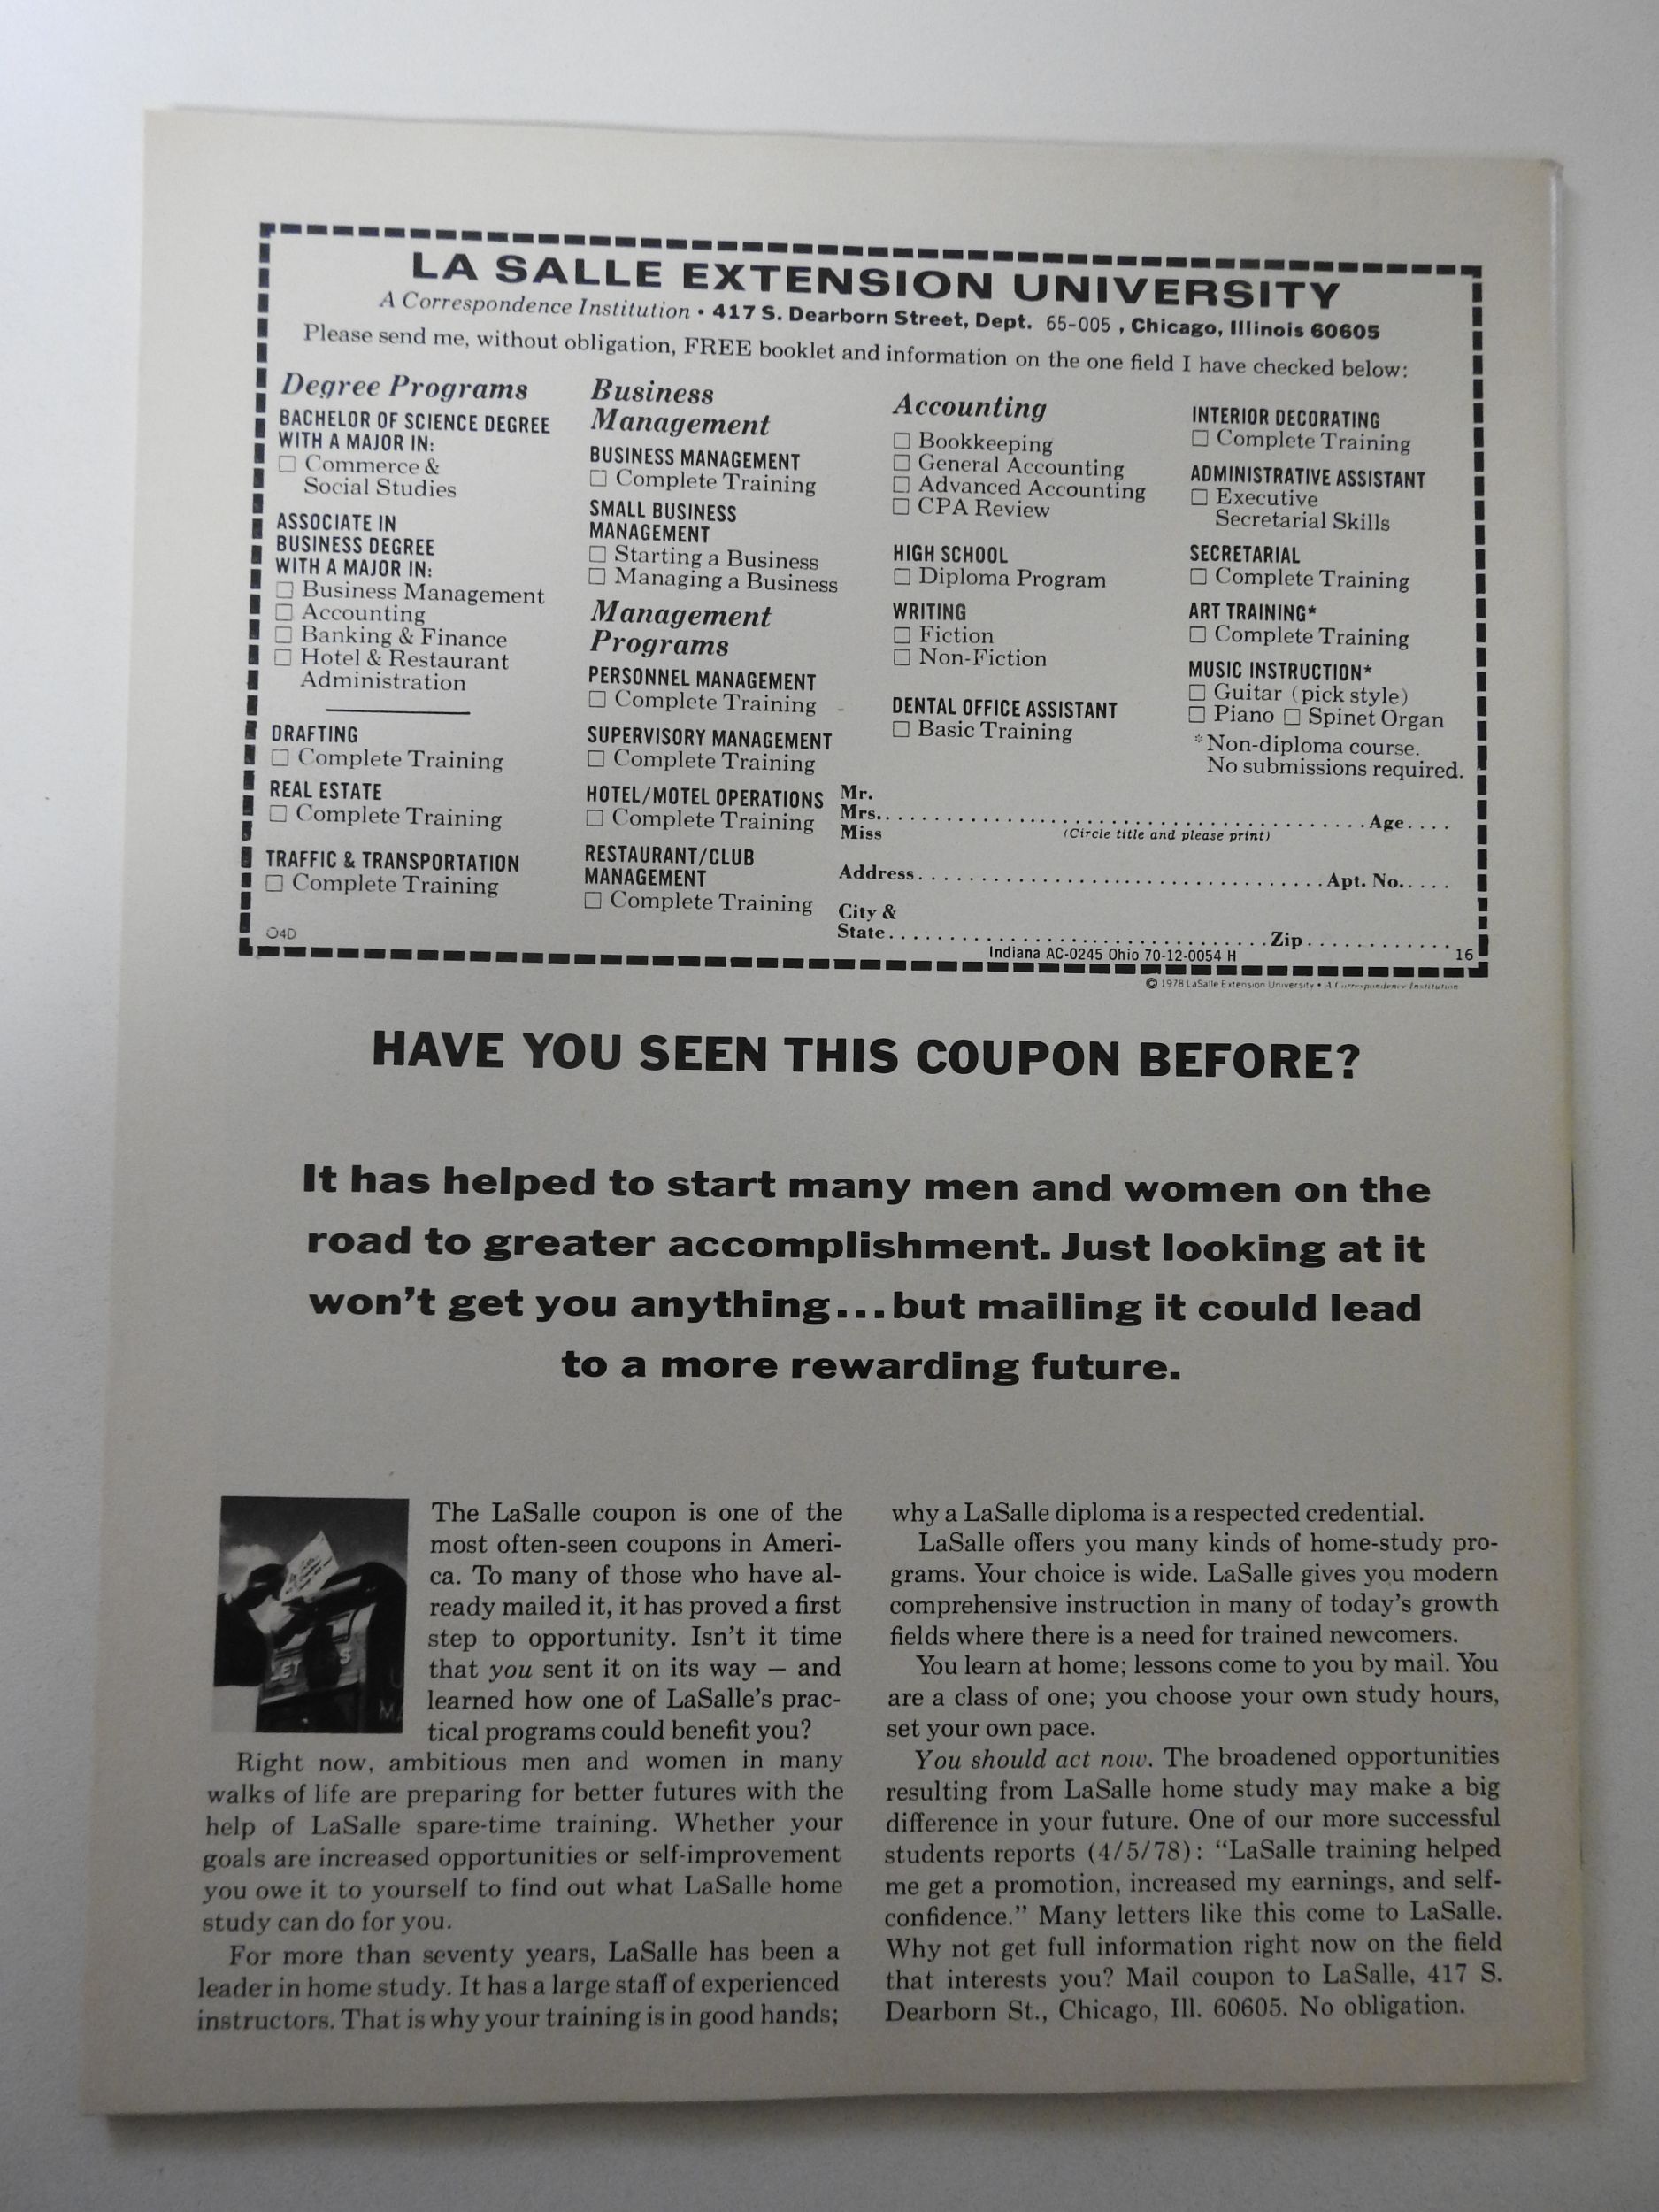 LA SALLE EXTENSION UNIVERSITY
A Correspondence Institution • 417 S. Dearborn Street, Dept. 65-005 , Chicago, Illinois 60605
Please send me, without obligation, FREE booklet and information on the one field I have checked below:
Degree Programs
BACHELOR OF SCIENCE DEGREE
WITH A MAJOR IN:
☐ Commerce &
Social Studies
ASSOCIATE IN
BUSINESS DEGREE
WITH A MAJOR IN:
☐ Business Management
☐ Accounting
☐ Banking & Finance
☐ Hotel & Restaurant
Administration
DRAFTING
☐ Complete Training
REAL ESTATE
☐ Complete Training
TRAFFIC & TRANSPORTATION
☐ Complete Training
O4D
Business
Management
BUSINESS MANAGEMENT
☐ Complete Training
SMALL BUSINESS
MANAGEMENT
☐ Starting a Business
☐ Managing a Business
Management
Programs
PERSONNEL MANAGEMENT
☐ Complete Training
SUPERVISORY MANAGEMENT
☐ Complete Training
HOTEL/MOTEL OPERATIONS
☐ Complete Training
RESTAURANT/CLUB
MANAGEMENT
☐ Complete Training
Accounting
☐ Bookkeeping
☐ General Accounting
☐ Advanced Accounting
☐ CPA Review
HIGH SCHOOL
☐ Diploma Program
WRITING
☐ Fiction
☐ Non-Fiction
DENTAL OFFICE ASSISTANT
☐ Basic Training
INTERIOR DECORATING
☐ Complete Training
ADMINISTRATIVE ASSISTANT
☐ Executive
Secretarial Skills
SECRETARIAL
☐ Complete Training
ART TRAINING*
☐ Complete Training
MUSIC INSTRUCTION*
☐ Guitar (pick style)
☐ Piano ☐ Spinet Organ
*Non-diploma course.
No submissions required.
Mr.
Mrs. Age
Miss (Circle title and please print)
Address Apt. No.
City &
State Zip
Indiana AC-0245 Ohio 70-12-0054 H 16
© 1978 LaSalle Extension University • A Correspondence Institution
HAVE YOU SEEN THIS COUPON BEFORE?
It has helped to start many men and women on the
road to greater accomplishment. Just looking at it
won't get you anything...but mailing it could lead
to a more rewarding future.
The LaSalle coupon is one of the
most often-seen coupons in Ameri-
ca. To many of those who have al-
ready mailed it, it has proved a first
step to opportunity. Isn't it time
that you sent it on its way — and
learned how one of LaSalle's prac-
tical programs could benefit you?
Right now, ambitious men and women in many
walks of life are preparing for better futures with the
help of LaSalle spare-time training. Whether your
goals are increased opportunities or self-improvement
you owe it to yourself to find out what LaSalle home
study can do for you.
For more than seventy years, LaSalle has been a
leader in home study. It has a large staff of experienced
instructors. That is why your training is in good hands;
why a LaSalle diploma is a respected credential.
LaSalle offers you many kinds of home-study pro-
grams. Your choice is wide. LaSalle gives you modern
comprehensive instruction in many of today's growth
fields where there is a need for trained newcomers.
You learn at home; lessons come to you by mail. You
are a class of one; you choose your own study hours,
set your own pace.
You should act now. The broadened opportunities
resulting from LaSalle home study may make a big
difference in your future. One of our more successful
students reports (4/5/78): "LaSalle training helped
me get a promotion, increased my earnings, and self-
confidence." Many letters like this come to LaSalle.
Why not get full information right now on the field
that interests you? Mail coupon to LaSalle, 417 S.
Dearborn St., Chicago, Ill. 60605. No obligation.